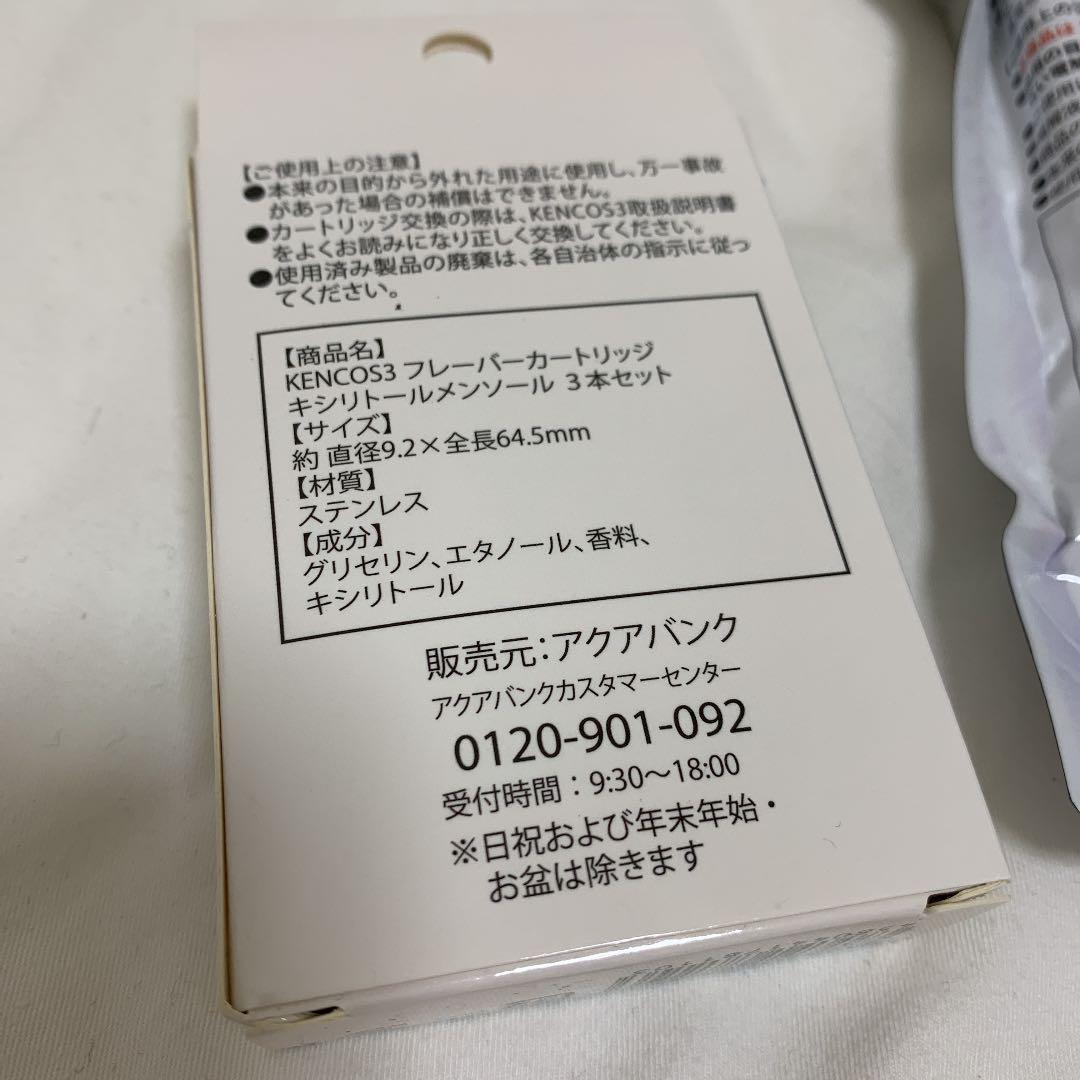 【ご使用上の注意】
●本来の目的から外れた用途に使用し、万一事故
があった場合の補償はできません。
●カートリッジ交換の際は、KENCOS3取扱説明書
をよくお読みになり正しく交換してください。
●使用済み製品の廃棄は、各自治体の指示に従っ
てください。
【商品名】
KENCOS3 フレーバーカートリッジ
キシリトールメンソール 3本セット
【サイズ】
約 直径9.2×全長64.5mm
【材質】
ステンレス
【成分】
グリセリン、エタノール、香料、
キシリトール
販売元：アクアバンク
アクアバンクカスタマーセンター
0120-901-092
受付時間：9:30～18:00
※日祝および年末年始・
お盆は除きます